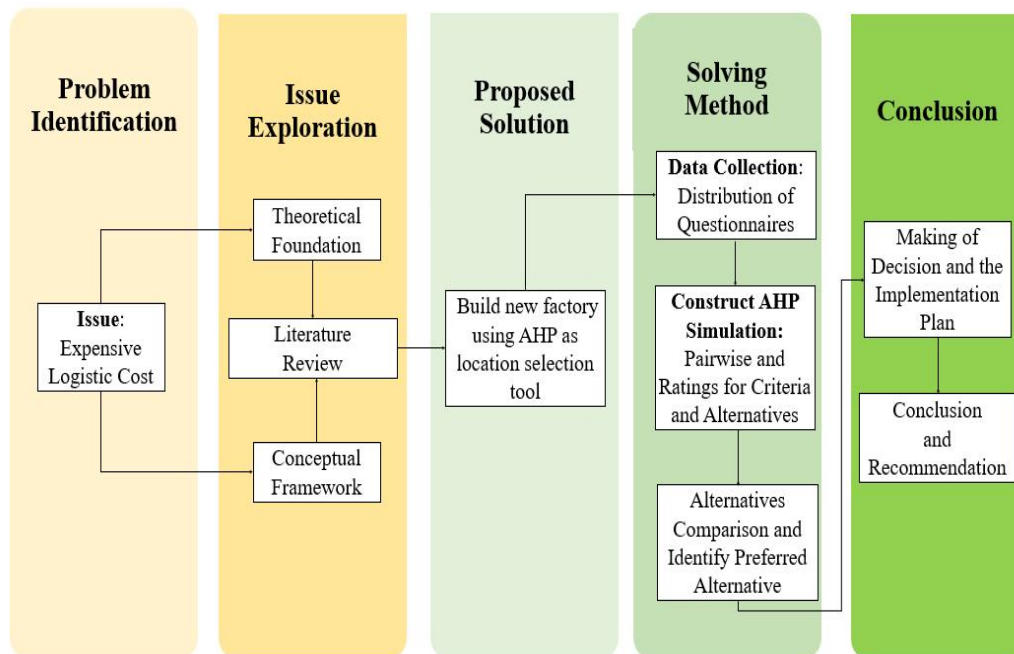 Problem
Identification
Issue:
Expensive
Logistic Cost
Issue
Exploration
Theoretical
Foundation
Literature
Review
Conceptual
Framework
Proposed
Solution
Build new factory
using AHP as
location selection
tool
Solving
Method
Data Collection:
Distribution of
Questionnaires
Construct AHP
Simulation:
Pairwise and
Ratings for Criteria
and Alternatives
Alternatives
Comparison and
Identify Preferred
Alternative
Conclusion
Making of
Decision and the
Implementation
Plan
Conclusion
and
Recommendation